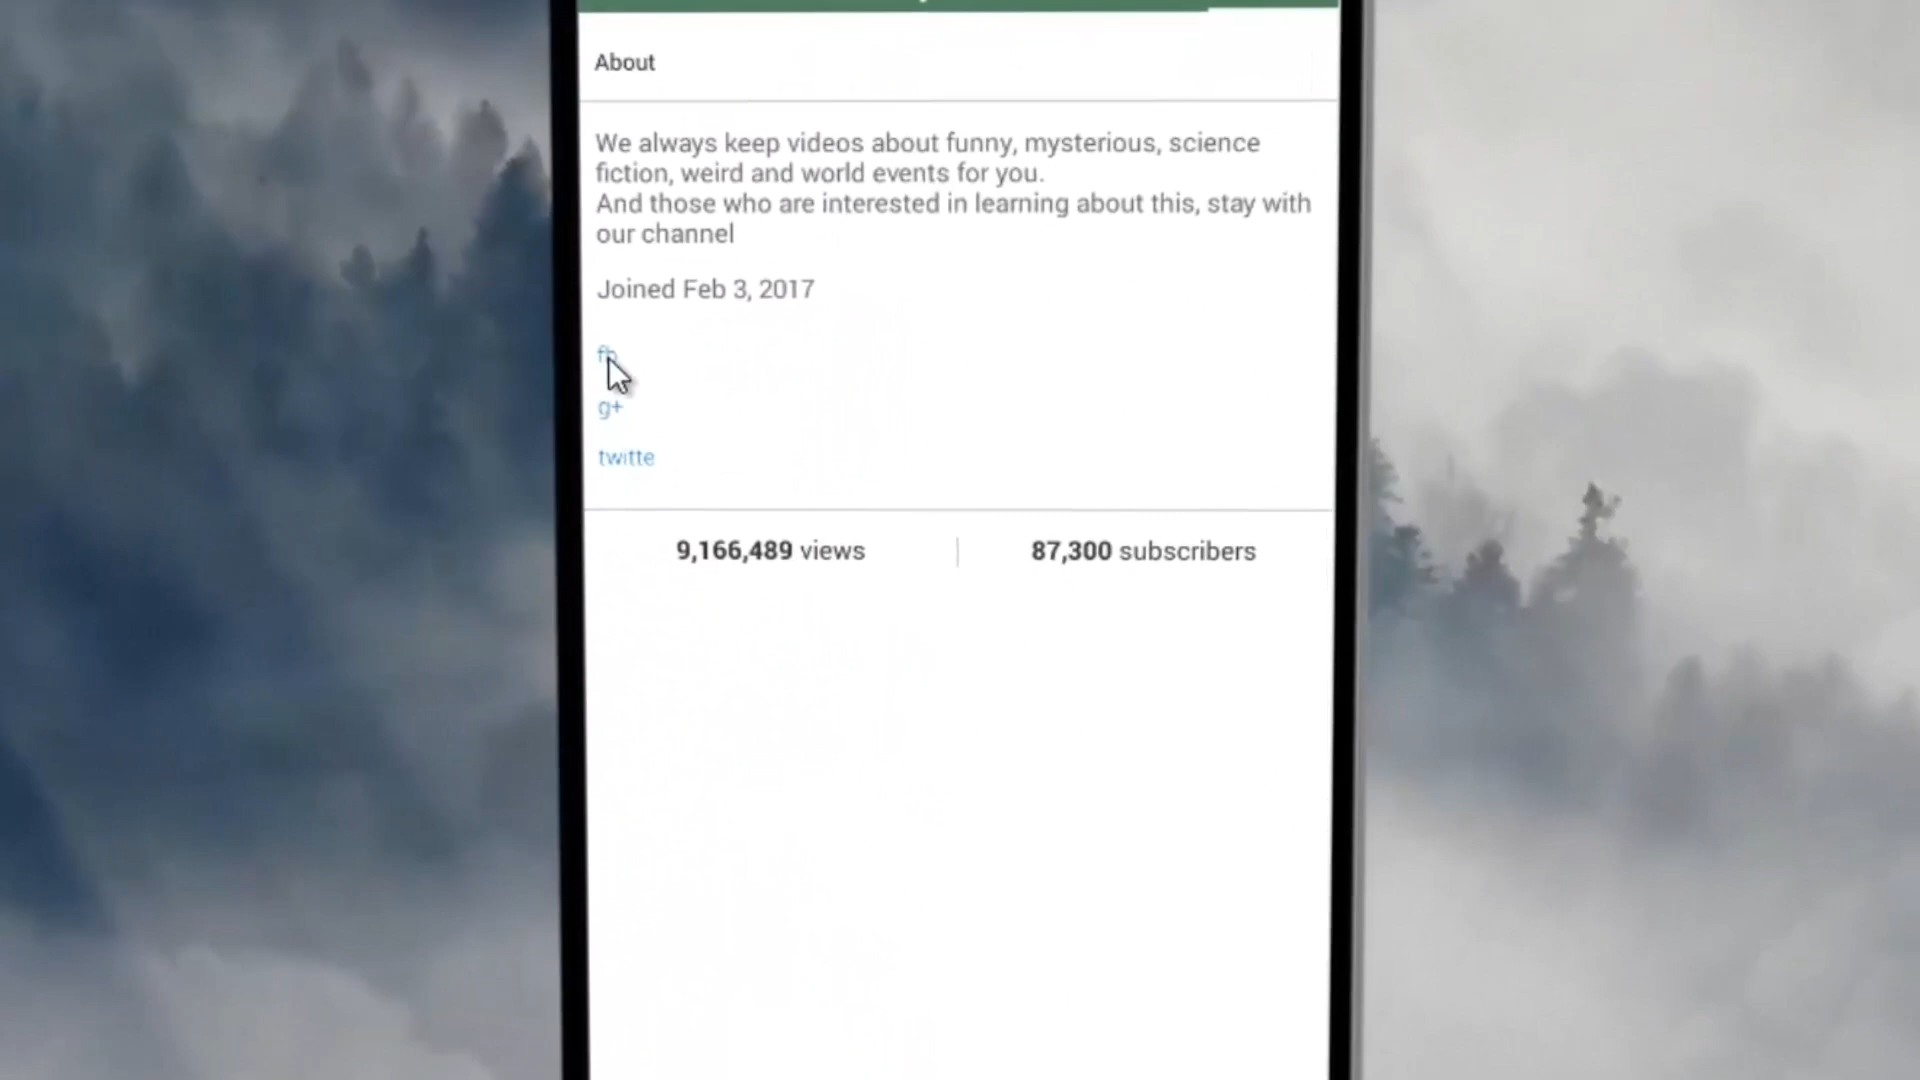 About
We always keep videos about funny, mysterious, science
fiction, weird and world events for you.
And those who are interested in learning about this, stay with
our channel
Joined Feb 3, 2017
fb
g+
twitte
9,166,489 views
87,300 subscribers